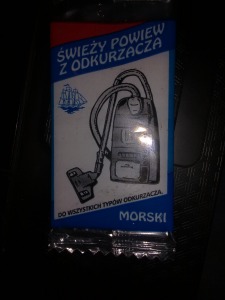 ŚWIEŻY POWIEW
Z ODKURZACZA
DO WSZYSTKICH TYPÓW ODKURZACZA.
MORSKI